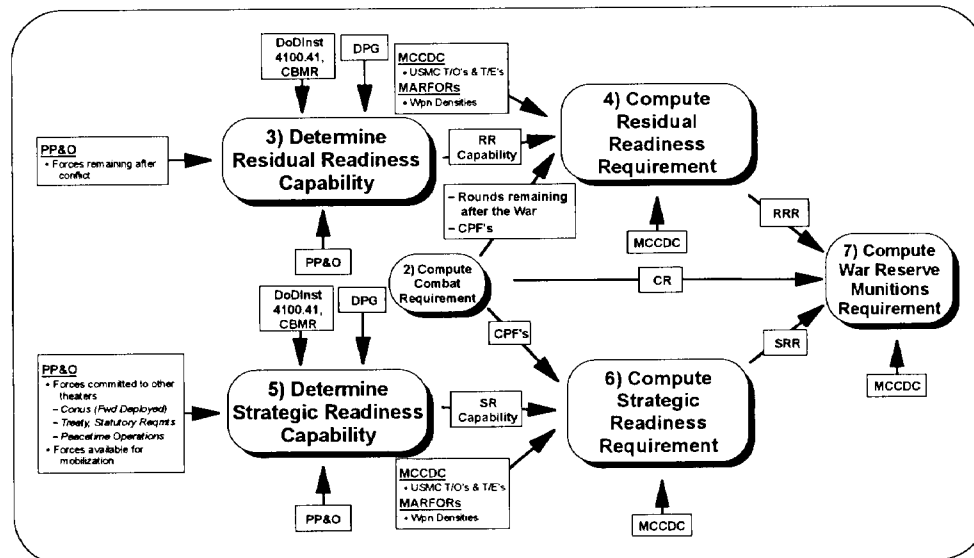 DoDInst
4100.41,
CBMR
DPG
MCCDC
• USMC T/O's & T/E's
MARFORs
• Wpn Densities
3) Determine
Residual Readiness
Capability
PP&O
• Forces remaining after
conflict
RR
Capability
4) Compute
Residual
Readiness
Requirement
– Rounds remaining
after the War
– CPF's
PP&O
MCCDC
RRR
2) Compute
Combat
Requirement
CR
7) Compute
War Reserve
Munitions
Requirement
DoDInst
4100.41,
CBMR
DPG
CPF's
SRR
MCCDC
PP&O
• Forces committed to other
theaters
– Conus (Fwd Deployed)
– Treaty, Statutory Reqmts
– Peacetime Operations
• Forces available for
mobilization
5) Determine
Strategic Readiness
Capability
SR
Capability
6) Compute
Strategic
Readiness
Requirement
MCCDC
• USMC T/O's & T/E's
MARFORs
• Wpn Densities
PP&O
MCCDC